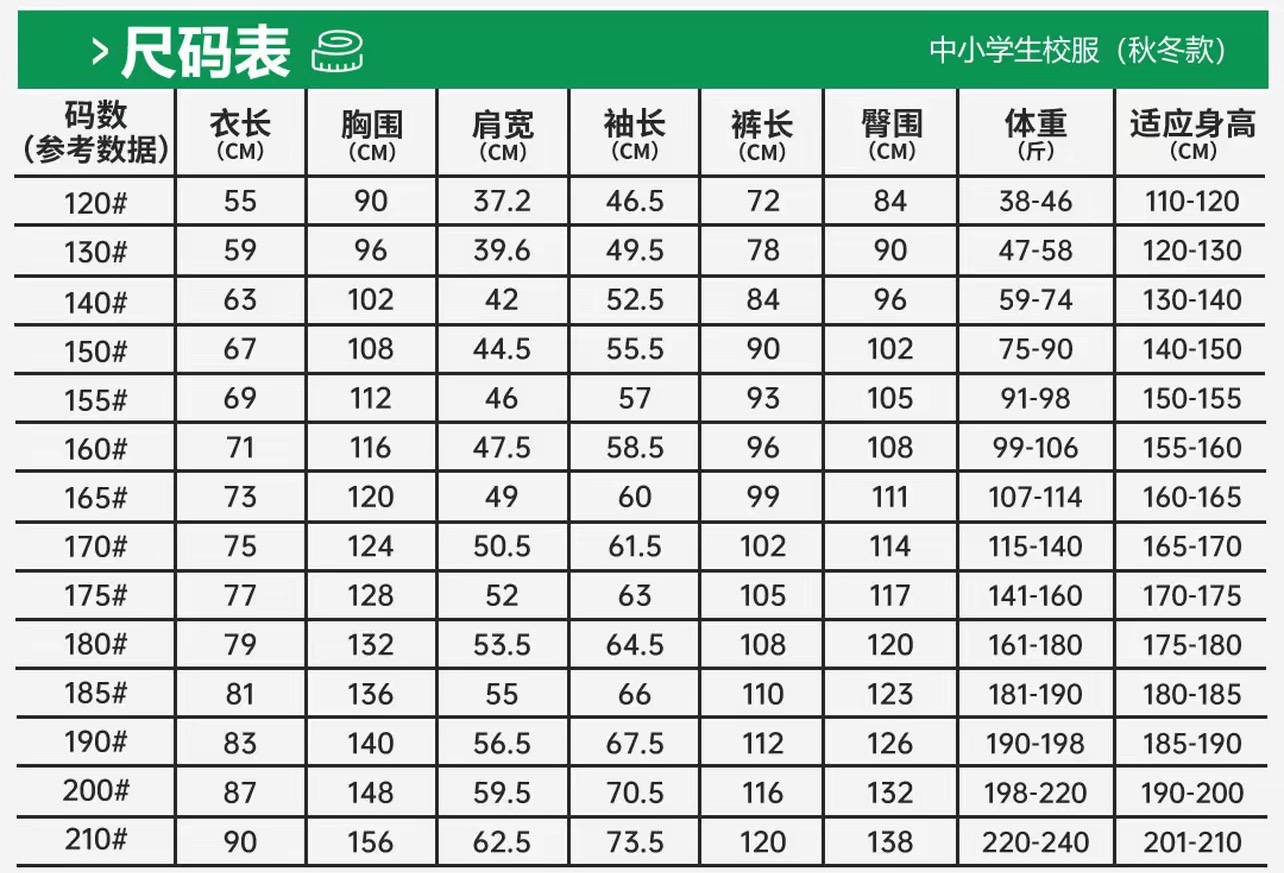 > 尺码表
中小学生校服（秋冬款）
码数 衣长 胸围 肩宽 袖长 裤长 臀围 体重 适应身高
（参考数据） （CM） （CM） （CM） （CM） （CM） （CM） （斤） （CM）
120# 55 90 37.2 46.5 72 84 38-46 110-120
130# 59 96 39.6 49.5 78 90 47-58 120-130
140# 63 102 42 52.5 84 96 59-74 130-140
150# 67 108 44.5 55.5 90 102 75-90 140-150
155# 69 112 46 57 93 105 91-98 150-155
160# 71 116 47.5 58.5 96 108 99-106 155-160
165# 73 120 49 60 99 111 107-114 160-165
170# 75 124 50.5 61.5 102 114 115-140 165-170
175# 77 128 52 63 105 117 141-160 170-175
180# 79 132 53.5 64.5 108 120 161-180 175-180
185# 81 136 55 66 110 123 181-190 180-185
190# 83 140 56.5 67.5 112 126 190-198 185-190
200# 87 148 59.5 70.5 116 132 198-220 190-200
210# 90 156 62.5 73.5 120 138 220-240 201-210